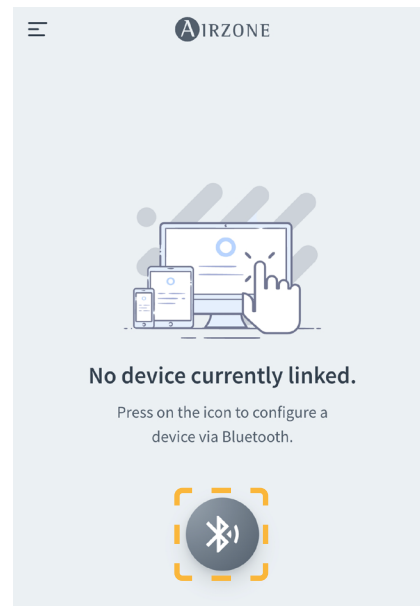 AIRZONE
No device currently linked.
Press on the icon to configure a
device via Bluetooth.